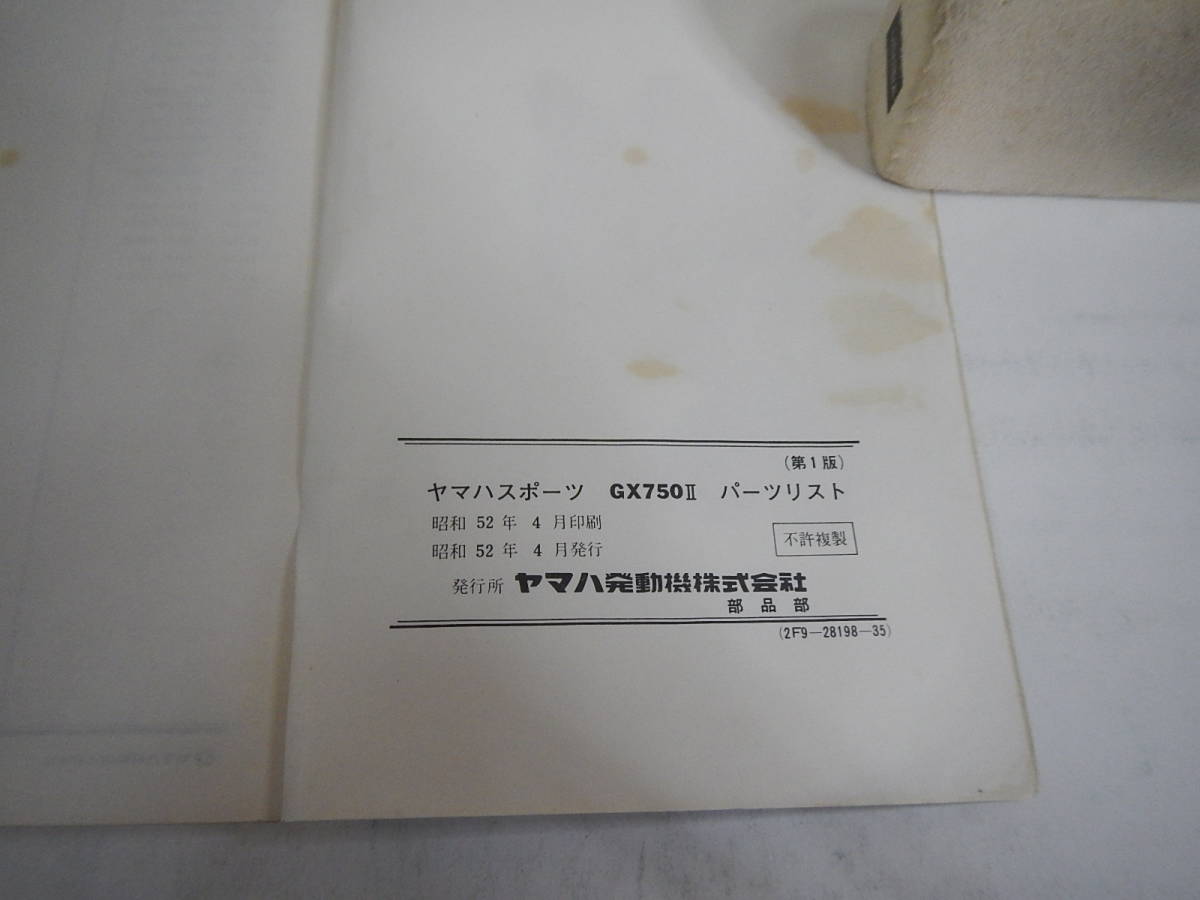 (第1版)
ヤマハスポーツ GX750Ⅱ パーツリスト
昭和 52 年 4 月印刷
昭和 52 年 4 月発行
不許複製
発行所 ヤマハ発動機株式会社
部品部
(2F9−28198−35)